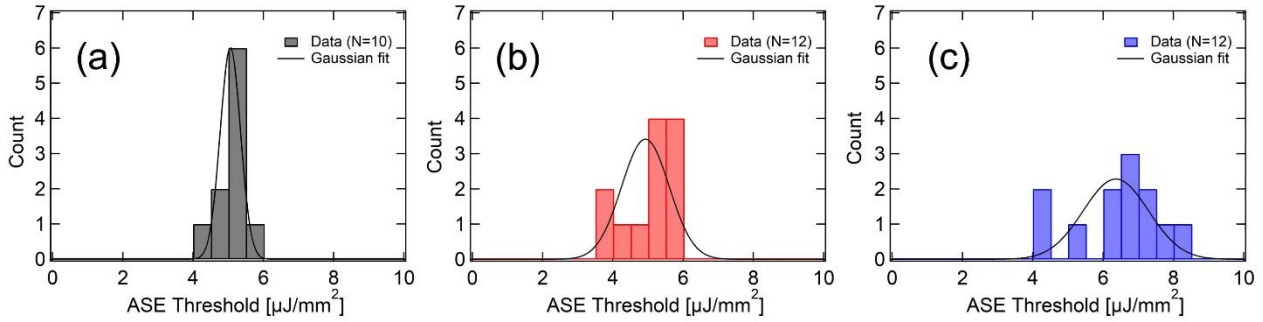 (a)
Data (N=10)
Gaussian fit
Count
7
6
5
4
3
2
1
0
0 2 4 6 8 10
ASE Threshold [µJ/mm²]
(b)
Data (N=12)
Gaussian fit
Count
7
6
5
4
3
2
1
0
0 2 4 6 8 10
ASE Threshold [µJ/mm²]
(c)
Data (N=12)
Gaussian fit
Count
7
6
5
4
3
2
1
0
0 2 4 6 8 10
ASE Threshold [µJ/mm²]